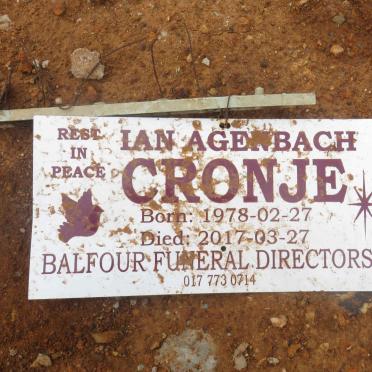 REST IN PEACE
IAN AGENBACH
CRONJE
Born: 1978-02-27
Died: 2017-03-27
BALFOUR FUNERAL DIRECTORS
017 773 0714